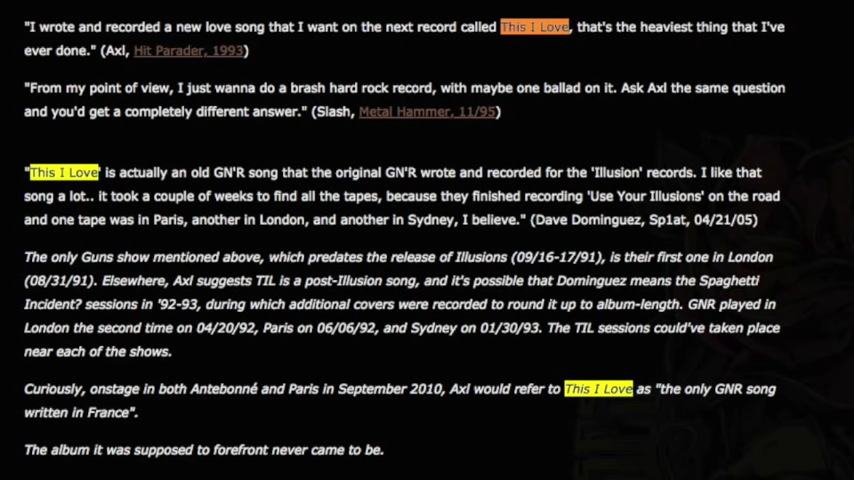 "I wrote and recorded a new love song that I want on the next record called This I Love, that's the heaviest thing that I've
ever done." (Axl, Hit Parader, 1993)
"From my point of view, I just wanna do a brash hard rock record, with maybe one ballad on it. Ask Axl the same question
and you'd get a completely different answer." (Slash, Metal Hammer, 11/95)
"This I Love' is actually an old GN'R song that the original GN'R wrote and recorded for the 'Illusion' records. I like that
song a lot.. it took a couple of weeks to find all the tapes, because they finished recording 'Use Your Illusions' on the road
and one tape was in Paris, another in London, and another in Sydney, I believe." (Dave Dominguez, Sp1at, 04/21/05)
The only Guns show mentioned above, which predates the release of Illusions (09/16-17/91), is their first one in London
(08/31/91). Elsewhere, Axl suggests TIL is a post-Illusion song, and it's possible that Dominguez means the Spaghetti
Incident? sessions in '92-93, during which additional covers were recorded to round it up to album-length. GNR played in
London the second time on 04/20/92, Paris on 06/06/92, and Sydney on 01/30/93. The TIL sessions could've taken place
near each of the shows.
Curiously, onstage in both Antebonné and Paris in September 2010, Axl would refer to This I Love as "the only GNR song
written in France".
The album it was supposed to forefront never came to be.